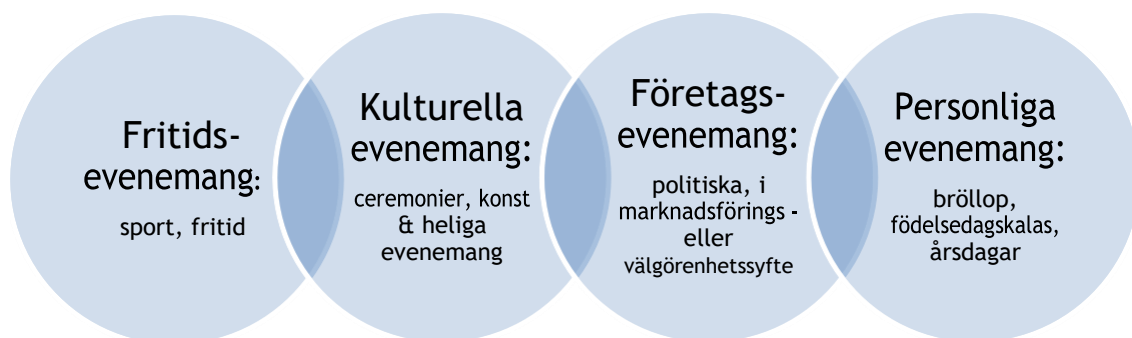 Fritids-
evenemang:
sport, fritid
Kulturella
evenemang:
ceremonier, konst
& heliga
evenemang
Företags-
evenemang:
politiska, i
marknadsförings -
eller
välgörenhetssyfte
Personliga
evenemang:
bröllop,
födelsedagskalas,
årsdagar